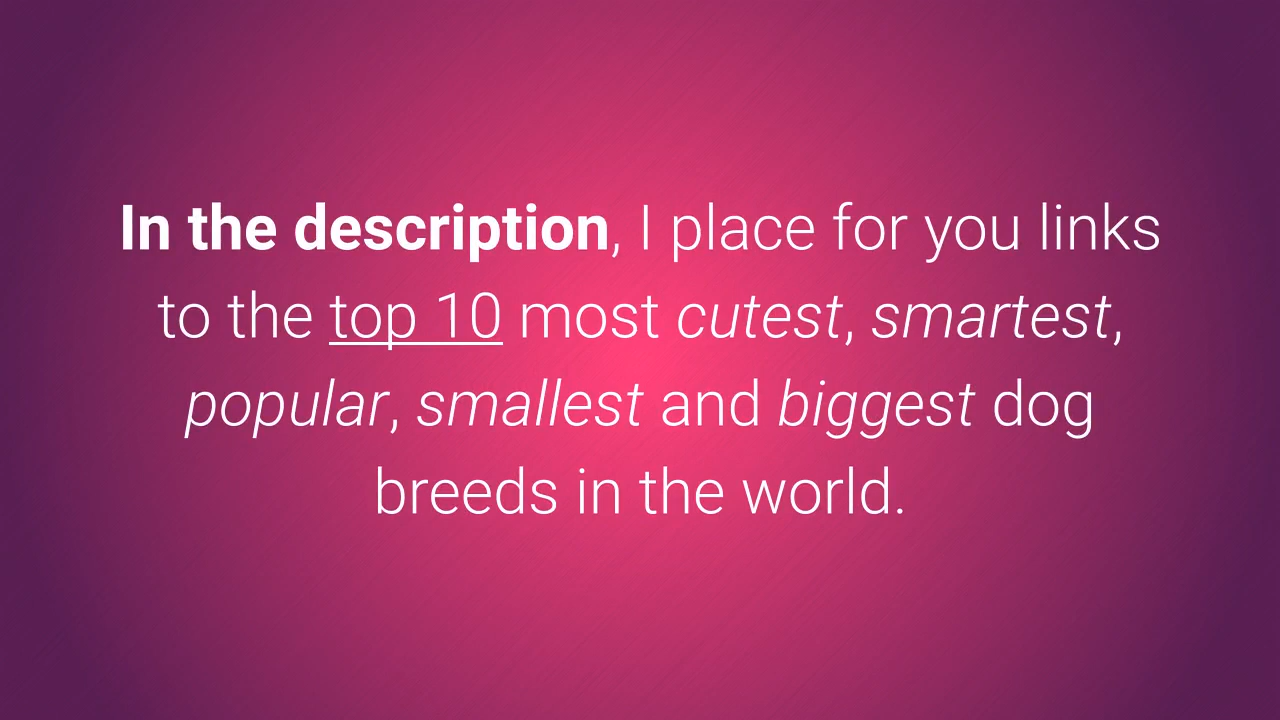 In the description, I place for you links
to the top 10 most cutest, smartest,
popular, smallest and biggest dog
breeds in the world.